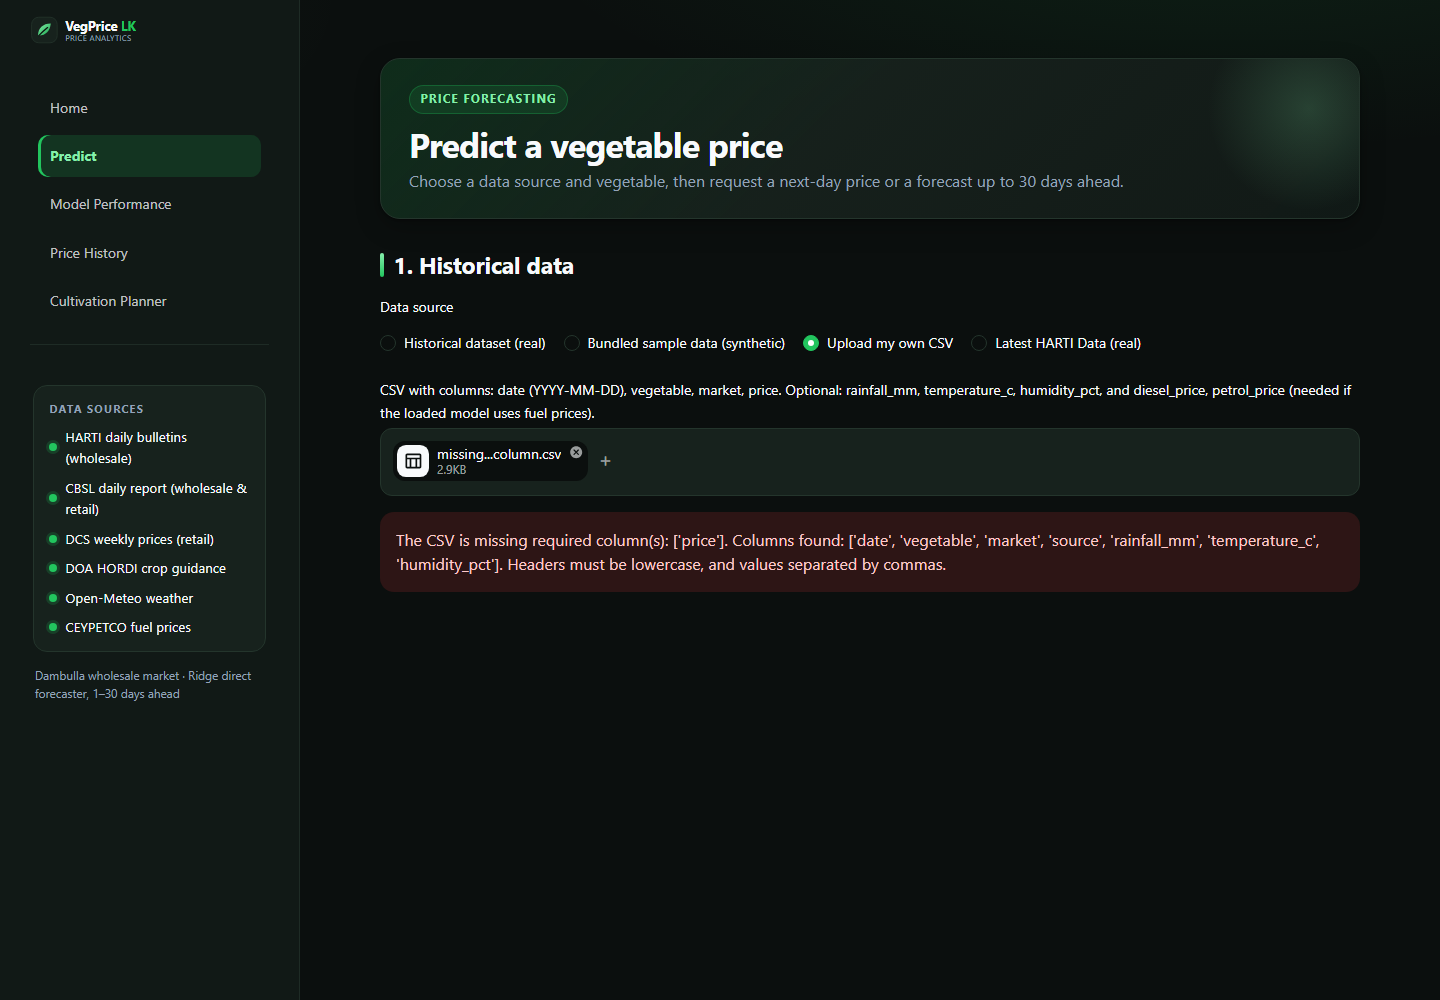 VegPrice LK
PRICE ANALYTICS
Home
Predict
Model Performance
Price History
Cultivation Planner
DATA SOURCES
HARTI daily bulletins
(wholesale)
CBSL daily report (wholesale &
retail)
DCS weekly prices (retail)
DOA HORDI crop guidance
Open-Meteo weather
CEYPETCO fuel prices
Dambulla wholesale market · Ridge direct
forecaster, 1–30 days ahead
PRICE FORECASTING
Predict a vegetable price
Choose a data source and vegetable, then request a next-day price or a forecast up to 30 days ahead.
1. Historical data
Data source
Historical dataset (real)
Bundled sample data (synthetic)
Upload my own CSV
Latest HARTI Data (real)
CSV with columns: date (YYYY-MM-DD), vegetable, market, price. Optional: rainfall_mm, temperature_c, humidity_pct, and diesel_price, petrol_price (needed if
the loaded model uses fuel prices).
missing...column.csv
2.9KB
The CSV is missing required column(s): ['price']. Columns found: ['date', 'vegetable', 'market', 'source', 'rainfall_mm', 'temperature_c',
'humidity_pct']. Headers must be lowercase, and values separated by commas.